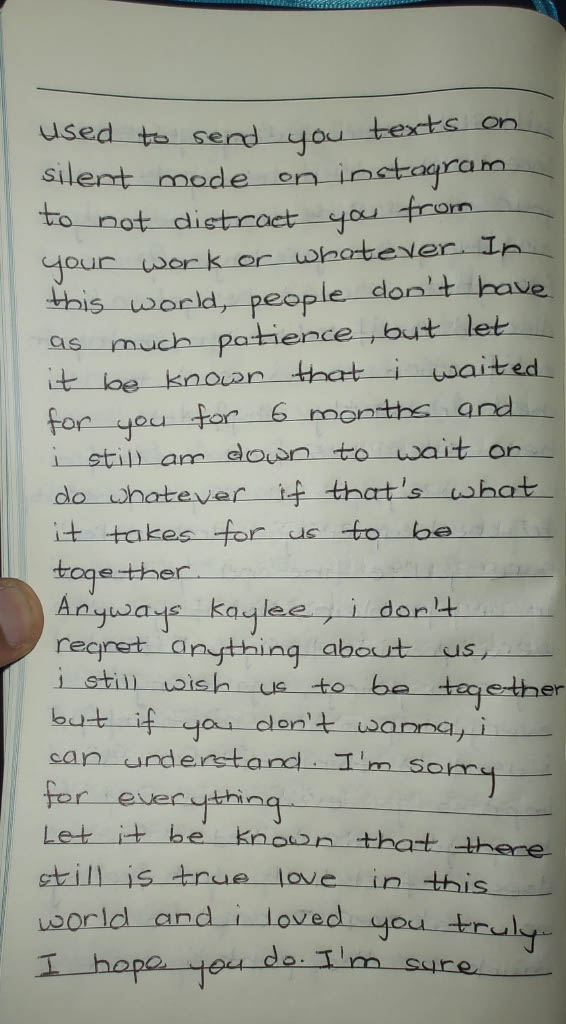 used to send you texts on
silent mode on instagram
to not distract you from
your work or whatever. In
this world, people don't have
as much patience, but let
it be known that i waited
for you for 6 months and
i still am down to wait or
do whatever if that's what
it takes for us to be
together.
Anyways Kaylee, i don't
regret anything about us,
i still wish us to be together
but if you don't wanna, i
can understand. I'm sorry
for everything.
Let it be known that there
still is true love in this
world and i loved you truly.
I hope you do. I'm sure